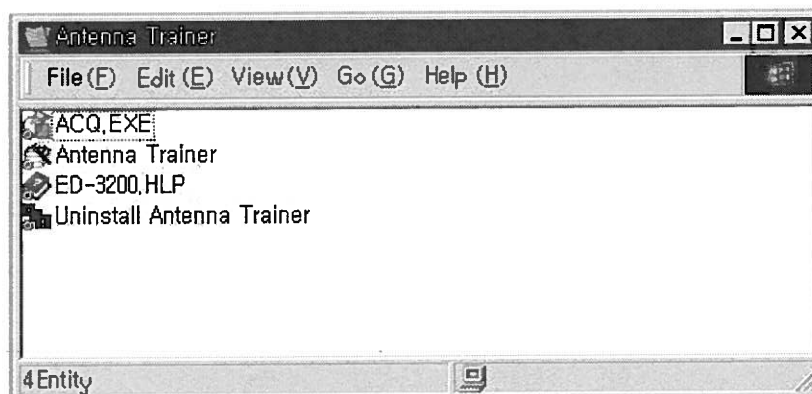 Antenna Trainer
File(F) Edit(E) View(V) Go(G) Help (H)
ACQ,EXE
Antenna Trainer
ED-3200,HLP
Uninstall Antenna Trainer
4 Entity